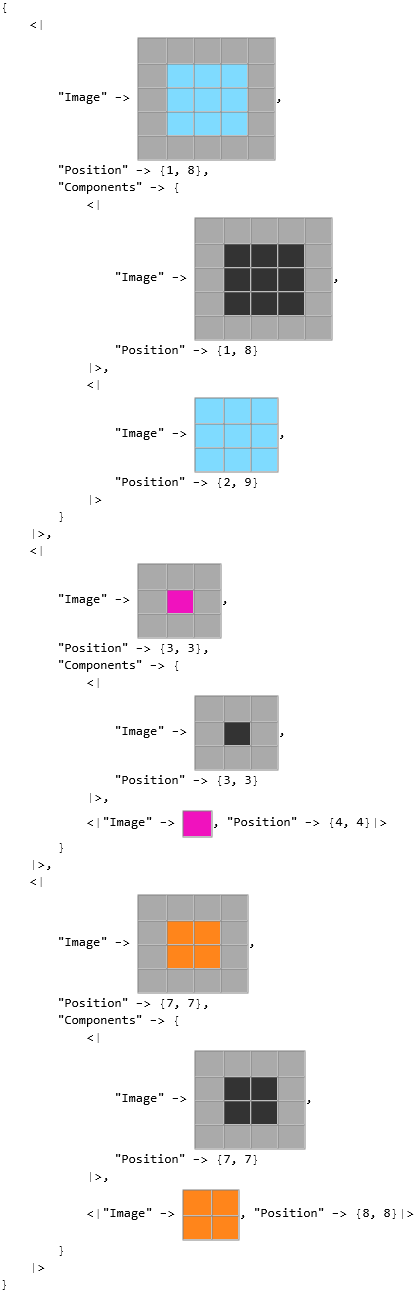 {
<|
"Image" -> ,
"Position" -> {1, 8},
"Components" -> {
<|
"Image" -> ,
"Position" -> {1, 8}
|>,
<|
"Image" -> ,
"Position" -> {2, 9}
|>
}
|>,
<|
"Image" -> ,
"Position" -> {3, 3},
"Components" -> {
<|
"Image" -> ,
"Position" -> {3, 3}
|>,
<|"Image" -> , "Position" -> {4, 4}|>
}
|>,
<|
"Image" -> ,
"Position" -> {7, 7},
"Components" -> {
<|
"Image" -> ,
"Position" -> {7, 7}
|>,
<|"Image" -> , "Position" -> {8, 8}|>
}
|>
}